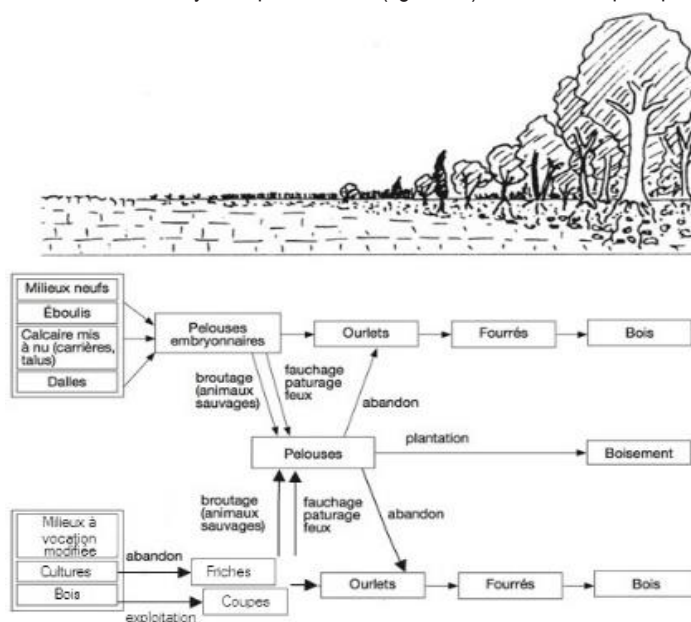 Milieux neufs
Éboulis
Calcaire mis
à nu (carrières,
talus)
Dalles
Pelouses
embryonnaires
Ourlets
Fourrés
Bois
broutage
(animaux
sauvages)
fauchage
paturage
feux
abandon
Pelouses
plantation
Boisement
broutage
(animaux
sauvages)
fauchage
paturage
feux
abandon
Milieux à
vocation
modifiée
Cultures
Bois
abandon
exploitation
Friches
Coupes
Ourlets
Fourrés
Bois